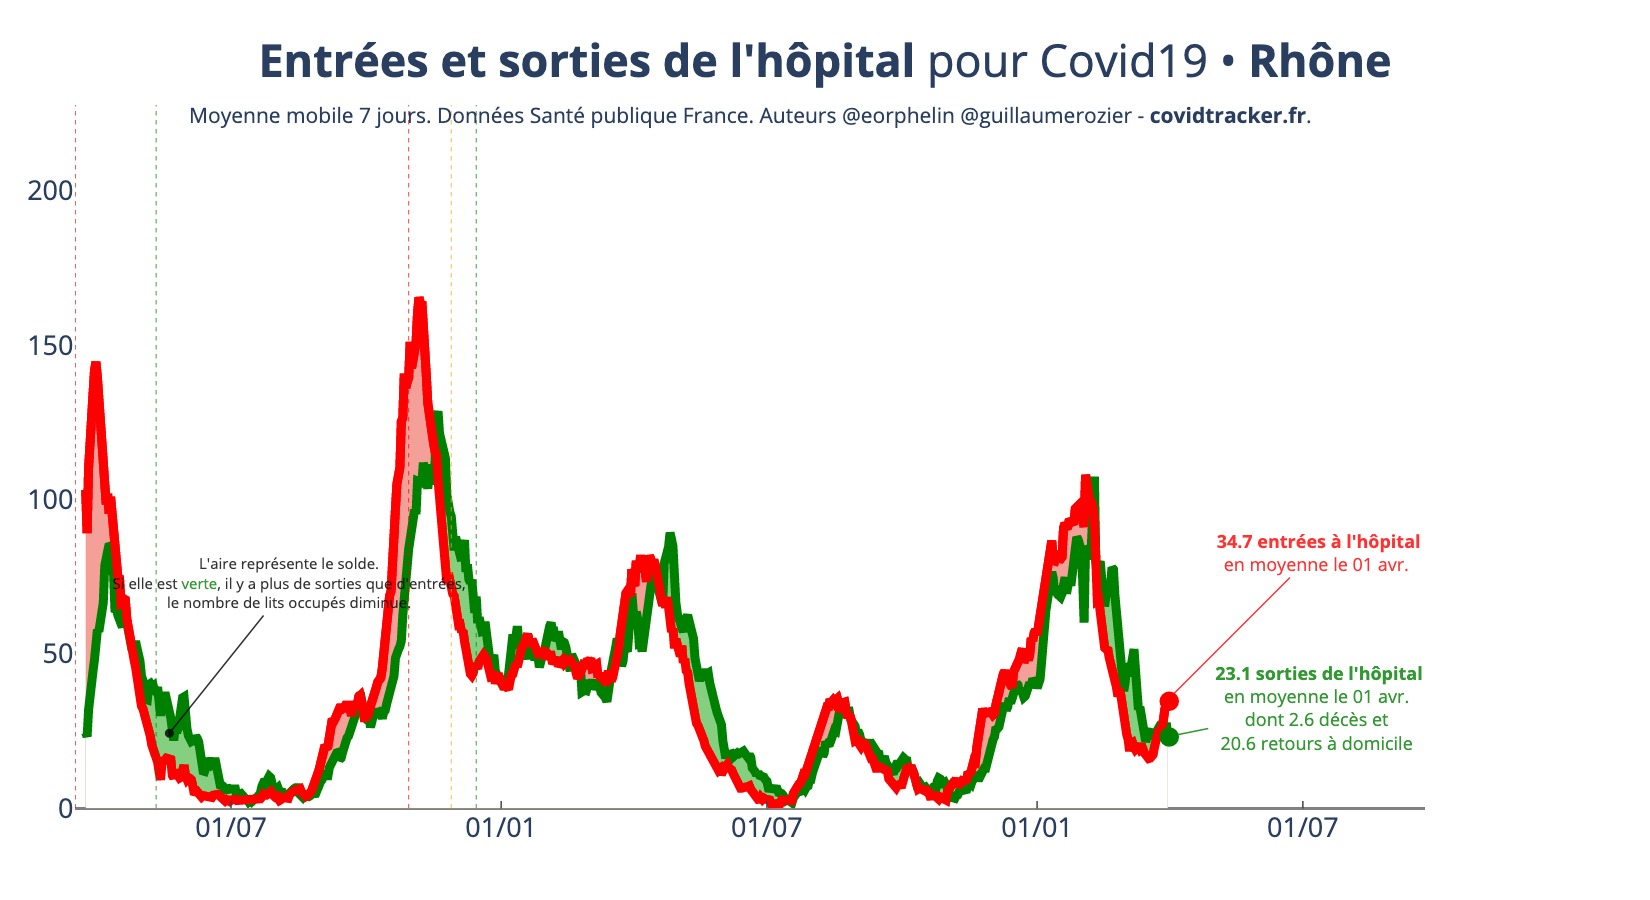 Entrées et sorties de l'hôpital pour Covid19 • Rhône
Moyenne mobile 7 jours. Données Santé publique France. Auteurs @eorphelin @guillaumerozier - covidtracker.fr.
200
150
100
50
0
L'aire représente le solde.
Si elle est verte, il y a plus de sorties que d'entrées,
le nombre de lits occupés diminue.
34.7 entrées à l'hôpital
en moyenne le 01 avr.
23.1 sorties de l'hôpital
en moyenne le 01 avr.
dont 2.6 décès et
20.6 retours à domicile
01/07
01/01
01/07
01/01
01/07